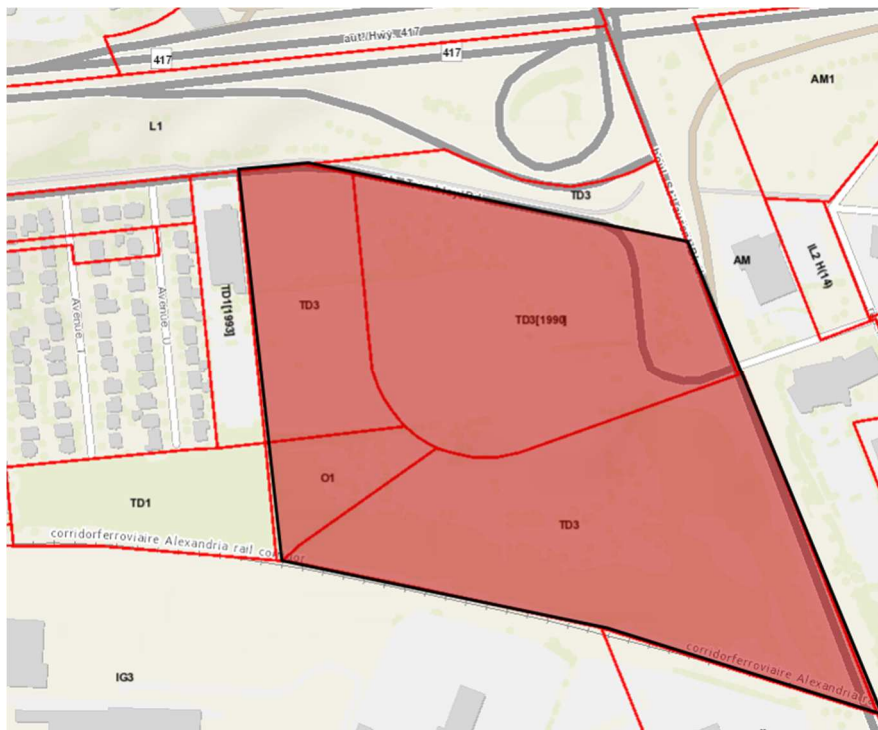 aut. Hwy. 417
417
417
AM1
L1
TD3
AM
IL2 H(14)
TD1[1993]
TD3
TD3[1990]
Avenue T
Avenue U
O1
TD1
TD3
corridorferroviaire Alexandria rail corridor
corridorferroviaire Alexandria r
IG3